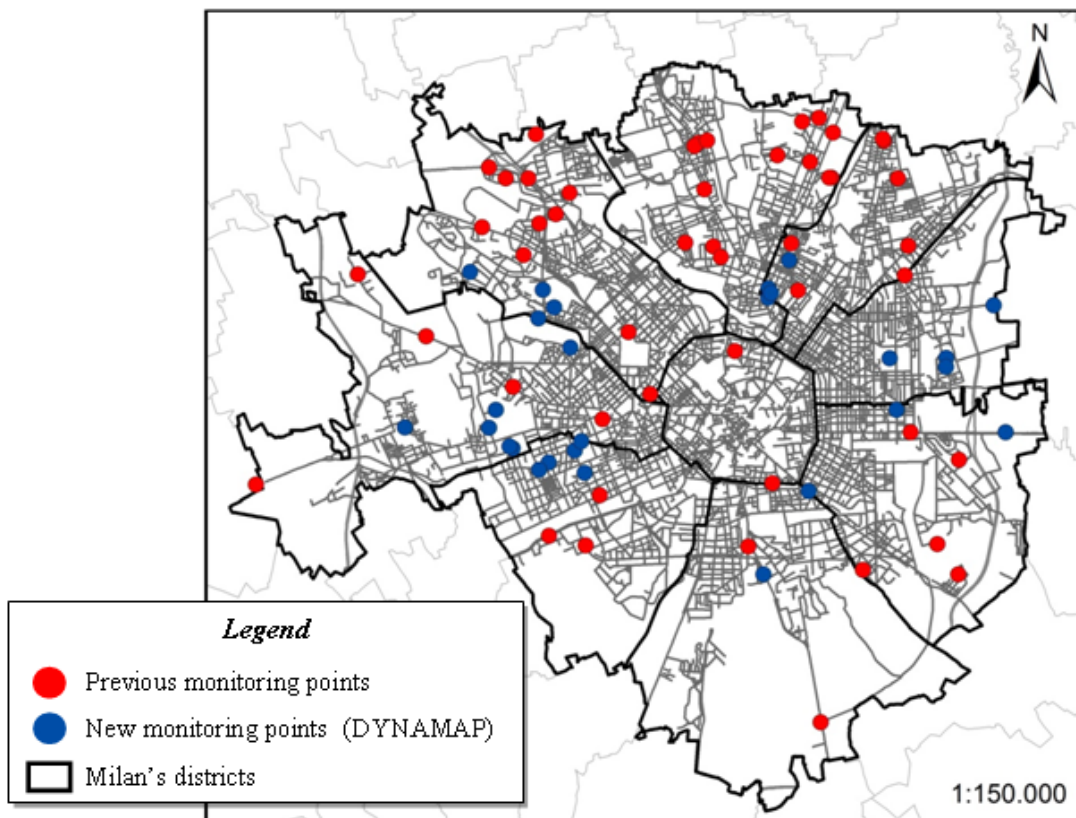 N
Legend
Previous monitoring points
New monitoring points (DYNAMAP)
Milan's districts
1:150.000